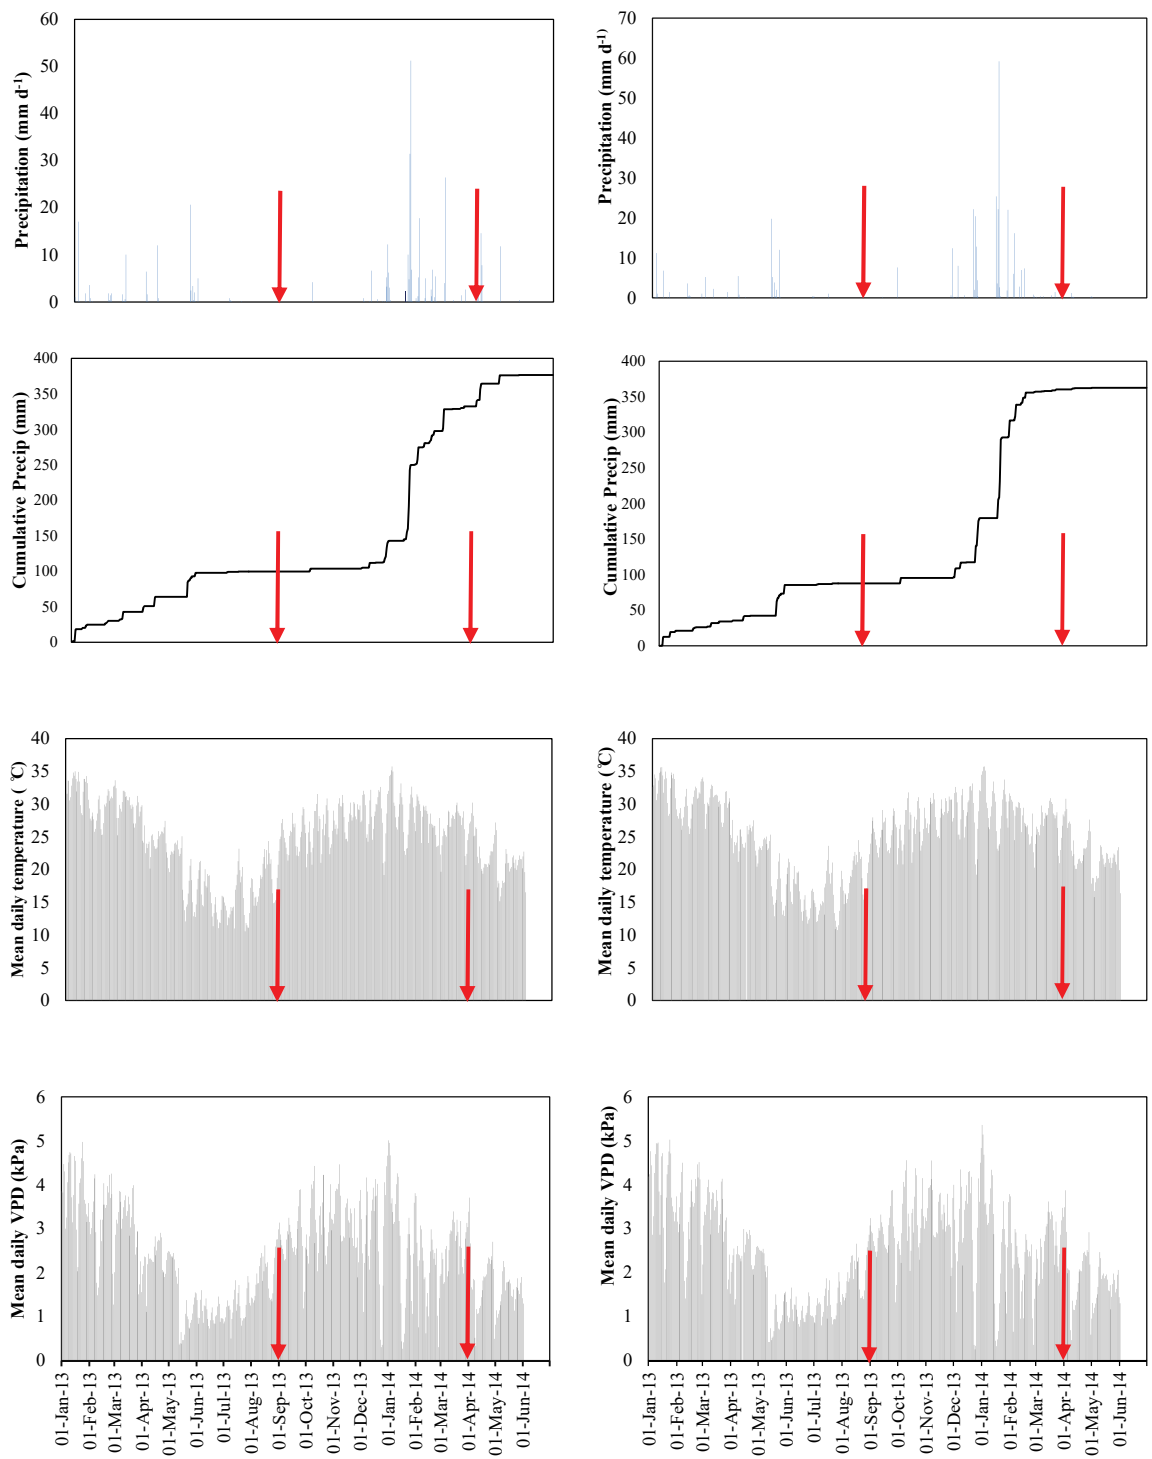 Precipitation (mm d⁻¹)
60
50
40
30
20
10
0
Precipitation (mm d⁻¹)
70
60
50
40
30
20
10
0
Cumulative Precip (mm)
400
350
300
250
200
150
100
50
0
Cumulative Precip (mm)
400
350
300
250
200
150
100
50
0
Mean daily temperature (℃)
40
35
30
25
20
15
10
5
0
Mean daily temperature (℃)
40
35
30
25
20
15
10
5
0
Mean daily VPD (kPa)
6
5
4
3
2
1
0
01-Jan-13
01-Feb-13
01-Mar-13
01-Apr-13
01-May-13
01-Jun-13
01-Jul-13
01-Aug-13
01-Sep-13
01-Oct-13
01-Nov-13
01-Dec-13
01-Jan-14
01-Feb-14
01-Mar-14
01-Apr-14
01-May-14
01-Jun-14
Mean daily VPD (kPa)
6
5
4
3
2
1
0
01-Jan-13
01-Feb-13
01-Mar-13
01-Apr-13
01-May-13
01-Jun-13
01-Jul-13
01-Aug-13
01-Sep-13
01-Oct-13
01-Nov-13
01-Dec-13
01-Jan-14
01-Feb-14
01-Mar-14
01-Apr-14
01-May-14
01-Jun-14